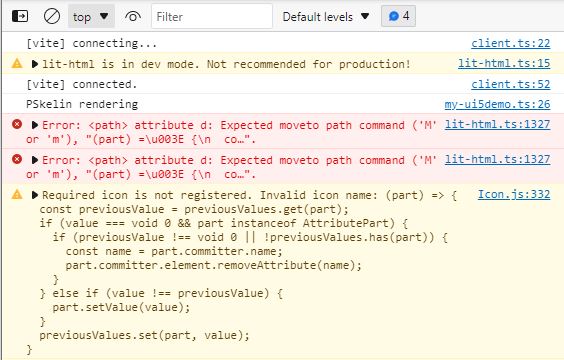 top Filter Default levels 4
[vite] connecting... client.ts:22
lit-html is in dev mode. Not recommended for production! lit-html.ts:15
[vite] connected. client.ts:52
PSkelin rendering my-ui5demo.ts:26
Error: <path> attribute d: Expected moveto path command ('M' lit-html.ts:1327
or 'm'), "(part) =\u003E {\n  co…".
Error: <path> attribute d: Expected moveto path command ('M' lit-html.ts:1327
or 'm'), "(part) =\u003E {\n  co…".
Required icon is not registered. Invalid icon name: (part) => { Icon.js:332
const previousValue = previousValues.get(part);
if (value === void 0 && part instanceof AttributePart) {
if (previousValue !== void 0 || !previousValues.has(part)) {
const name = part.committer.name;
part.committer.element.removeAttribute(name);
}
} else if (value !== previousValue) {
part.setValue(value);
}
previousValues.set(part, value);
}